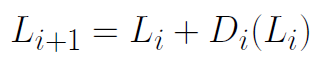 L_{i+1} = L_i + D_i(L_i)